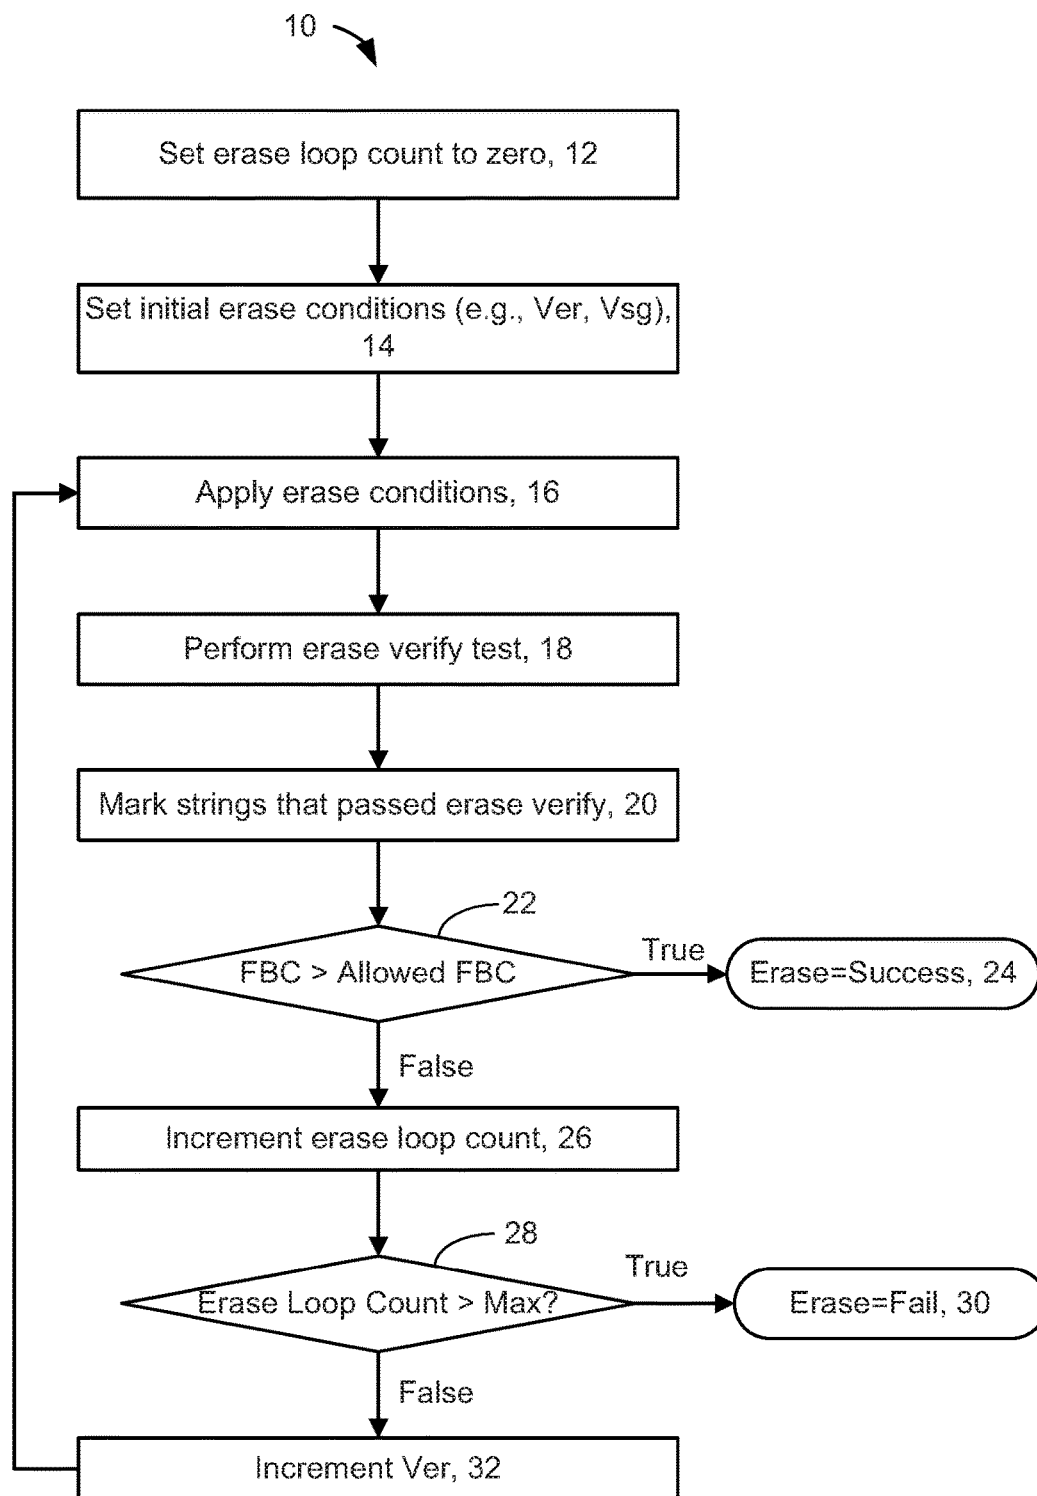 10
Set erase loop count to zero, 12
Set initial erase conditions (e.g., Ver, Vsg),
14
Apply erase conditions, 16
Perform erase verify test, 18
Mark strings that passed erase verify, 20
22
FBC > Allowed FBC
True
Erase=Success, 24
False
Increment erase loop count, 26
28
Erase Loop Count > Max?
True
Erase=Fail, 30
False
Increment Ver, 32